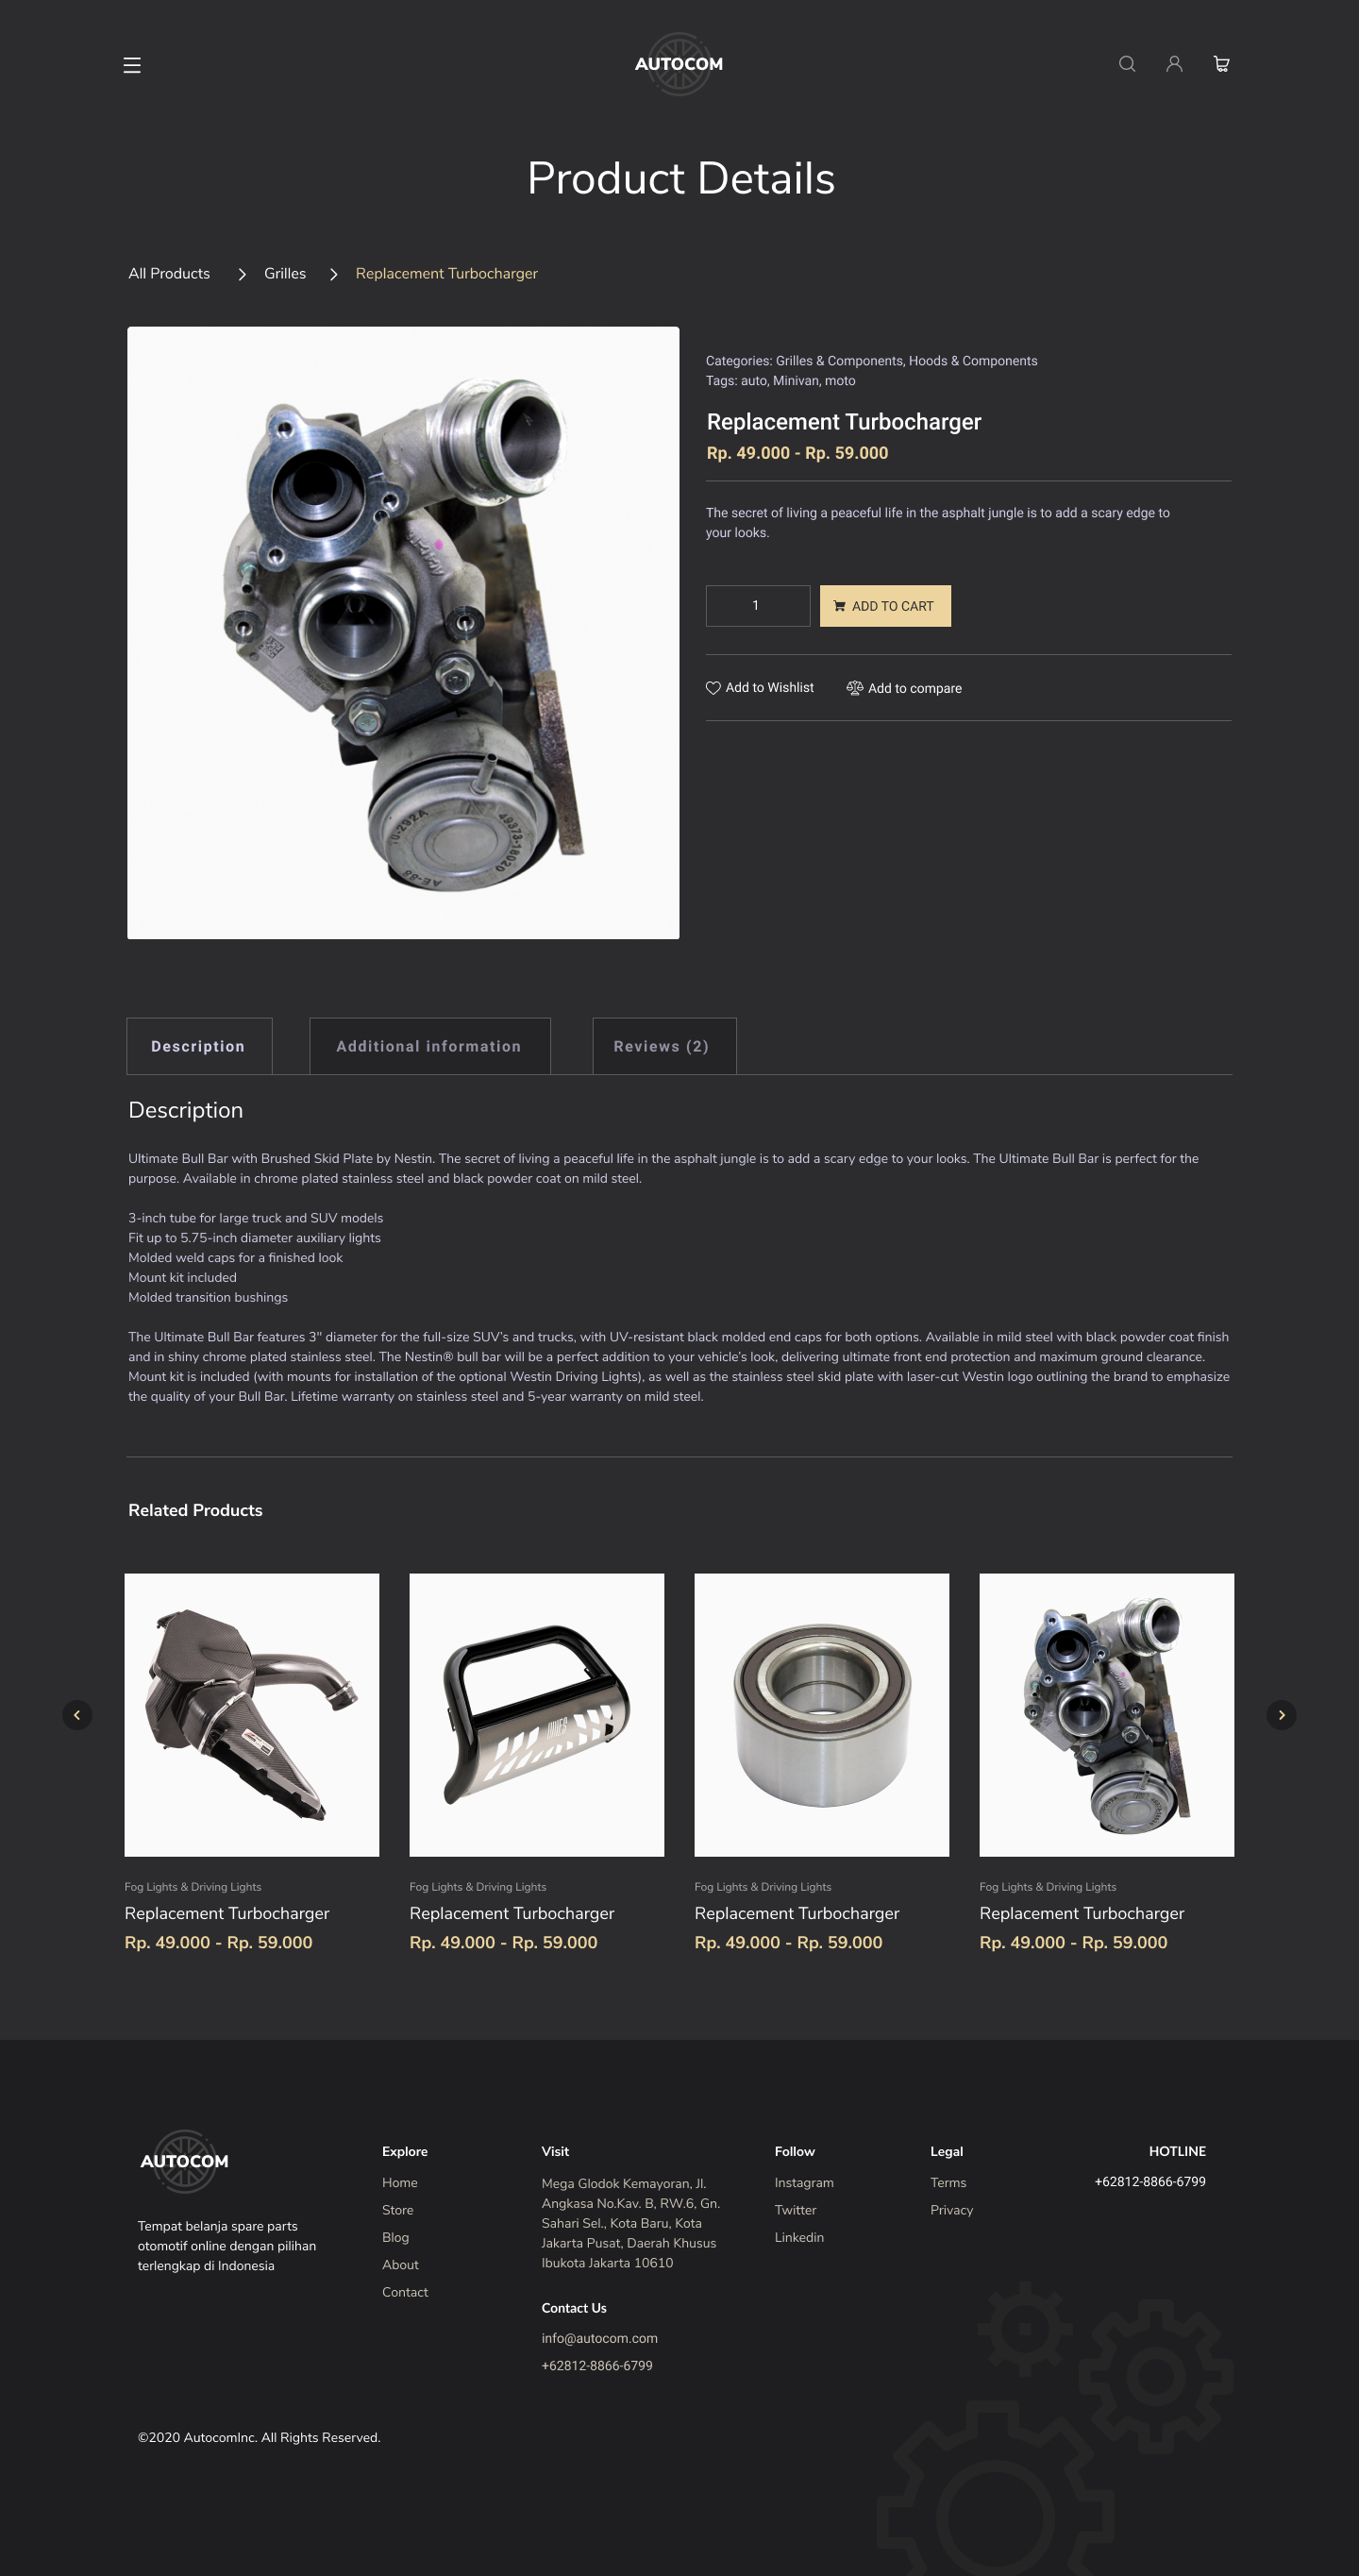 AUTOCOM
Product Details
All Products
Grilles
Replacement Turbocharger
Categories: Grilles & Components, Hoods & Components
Tags: auto, Minivan, moto
Replacement Turbocharger
Rp. 49.000 - Rp. 59.000
The secret of living a peaceful life in the asphalt jungle is to add a scary edge to
your looks.
1
ADD TO CART
Add to Wishlist
Add to compare
49373-18020
AE-88
Description
Additional information
Reviews (2)
Description
Ultimate Bull Bar with Brushed Skid Plate by Nestin. The secret of living a peaceful life in the asphalt jungle is to add a scary edge to your looks. The Ultimate Bull Bar is perfect for the
purpose. Available in chrome plated stainless steel and black powder coat on mild steel.
3-inch tube for large truck and SUV models
Fit up to 5.75-inch diameter auxiliary lights
Molded weld caps for a finished look
Mount kit included
Molded transition bushings
The Ultimate Bull Bar features 3" diameter for the full-size SUV's and trucks, with UV-resistant black molded end caps for both options. Available in mild steel with black powder coat finish
and in shiny chrome plated stainless steel. The Nestin® bull bar will be a perfect addition to your vehicle's look, delivering ultimate front end protection and maximum ground clearance.
Mount kit is included (with mounts for installation of the optional Westin Driving Lights), as well as the stainless steel skid plate with laser-cut Westin logo outlining the brand to emphasize
the quality of your Bull Bar. Lifetime warranty on stainless steel and 5-year warranty on mild steel.
Related Products
Fog Lights & Driving Lights
Replacement Turbocharger
Rp. 49.000 - Rp. 59.000
Fog Lights & Driving Lights
Replacement Turbocharger
Rp. 49.000 - Rp. 59.000
Fog Lights & Driving Lights
Replacement Turbocharger
Rp. 49.000 - Rp. 59.000
Fog Lights & Driving Lights
Replacement Turbocharger
Rp. 49.000 - Rp. 59.000
AUTOCOM
Tempat belanja spare parts
otomotif online dengan pilihan
terlengkap di Indonesia
Explore
Home
Store
Blog
About
Contact
Visit
Mega Glodok Kemayoran, Jl.
Angkasa No.Kav. B, RW.6, Gn.
Sahari Sel., Kota Baru, Kota
Jakarta Pusat, Daerah Khusus
Ibukota Jakarta 10610
Contact Us
info@autocom.com
+62812-8866-6799
Follow
Instagram
Twitter
Linkedin
Legal
Terms
Privacy
HOTLINE
+62812-8866-6799
©2020 AutocomInc. All Rights Reserved.